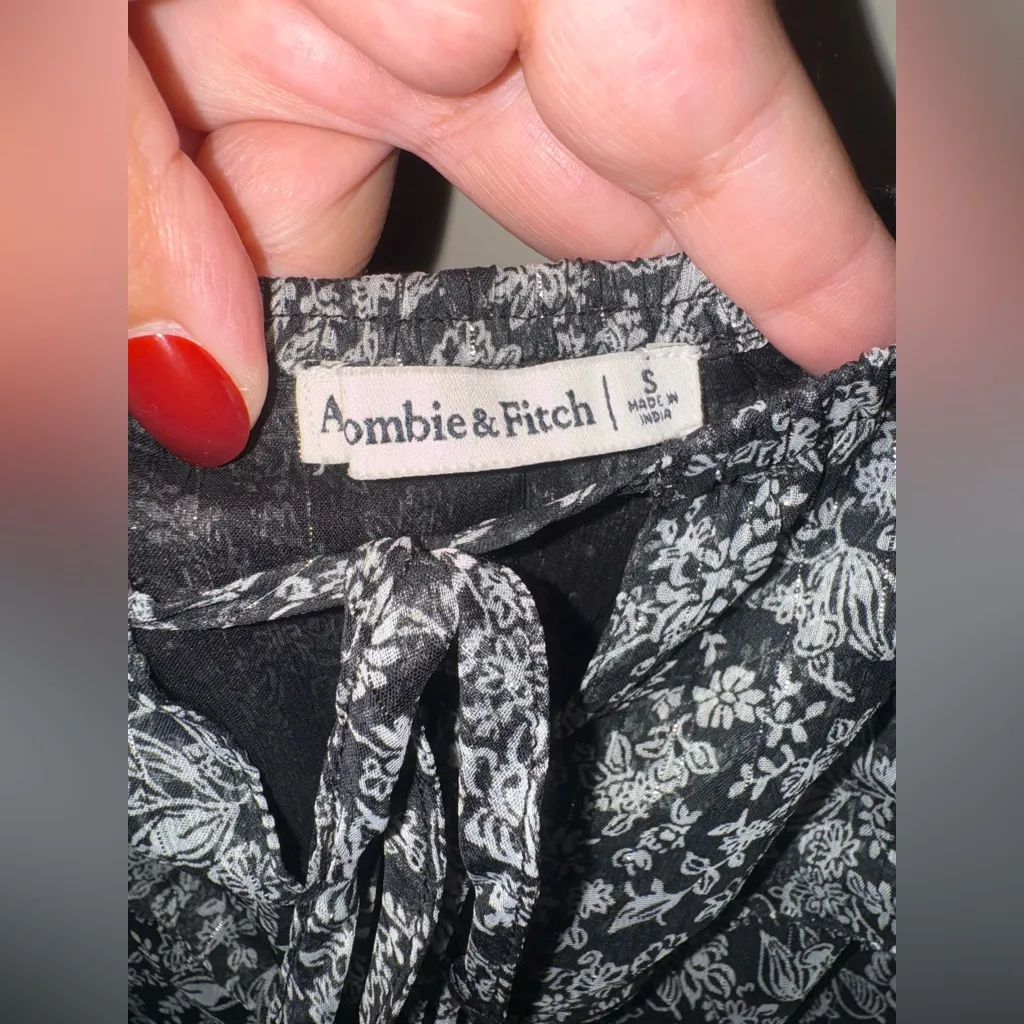 Aombie & Fitch
S
MADE IN
INDIA